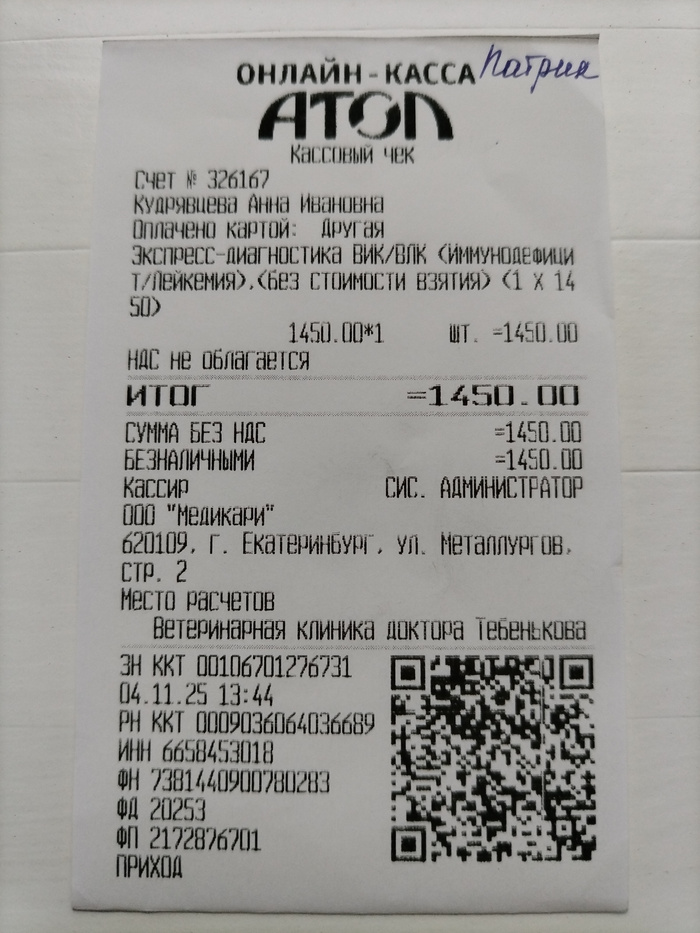 ОНЛАЙН-КАССА Патрик
АТОЛ
Кассовый чек
Счет № 326167
Кудрявцева Анна Ивановна
Оплачено картой: Другая
Экспресс-диагностика ВИК/ВЛК (иммунодефици
т/лейкемия),(без стоимости взятия) (1 X 14
50)
1450.00*1 шт. =1450.00
НДС не облагается
ИТОГ =1450.00
СУММА БЕЗ НДС =1450.00
БЕЗНАЛИЧНЫМИ =1450.00
Кассир СИС. АДМИНИСТРАТОР
ООО "Медикари"
620109, г. Екатеринбург, ул. Металлургов,
стр. 2
Место расчетов
Ветеринарная клиника доктора Тебенькова
ЗН ККТ 00106701276731
04.11.25 13:44
РН ККТ 0009036064036689
ИНН 6658453018
ФН 7381440900780283
ФД 20253
ФП 2172876701
ПРИХОД